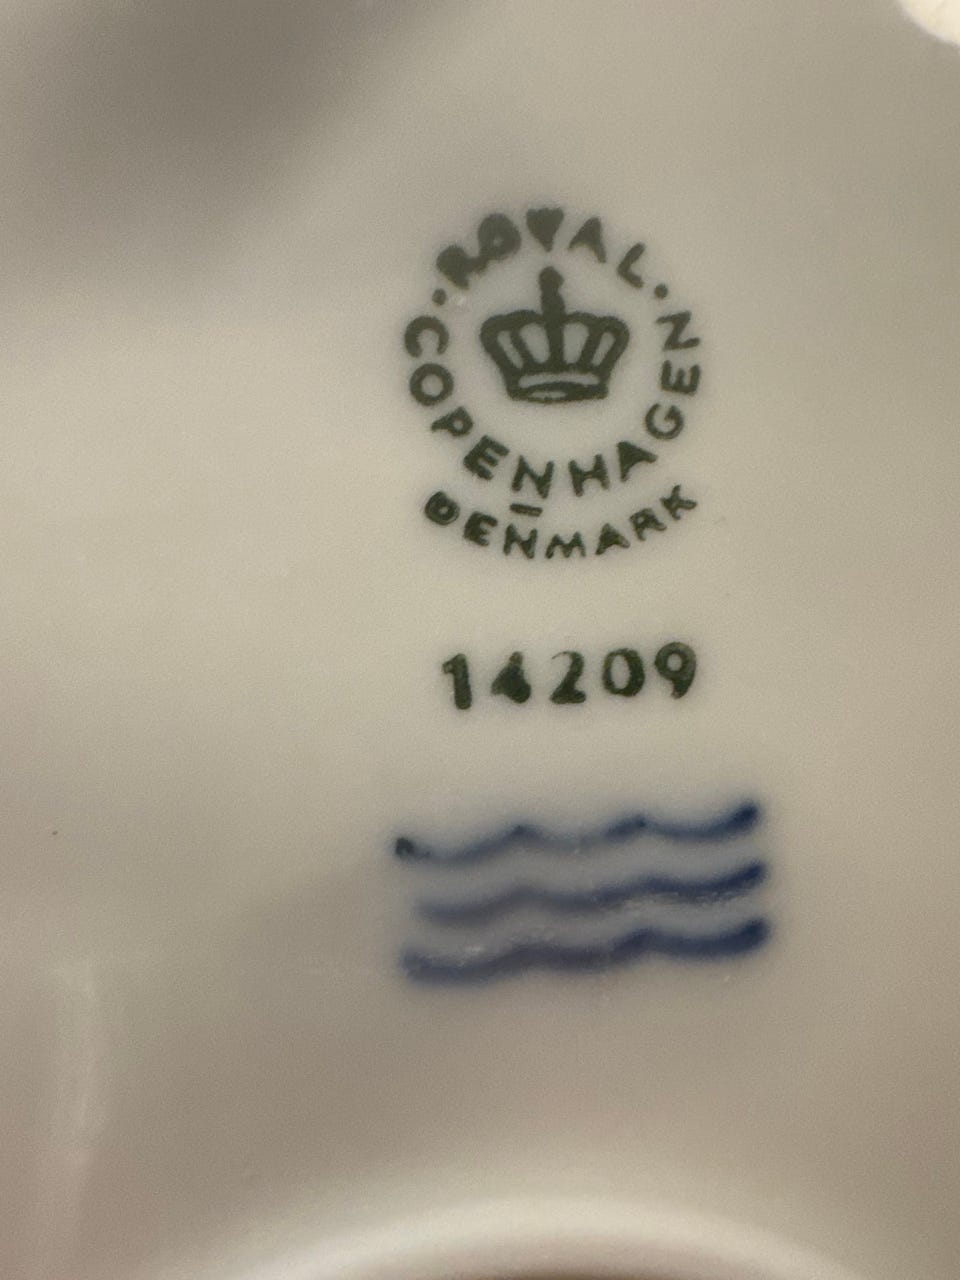 ROYAL
COPENHAGEN
DENMARK
14209